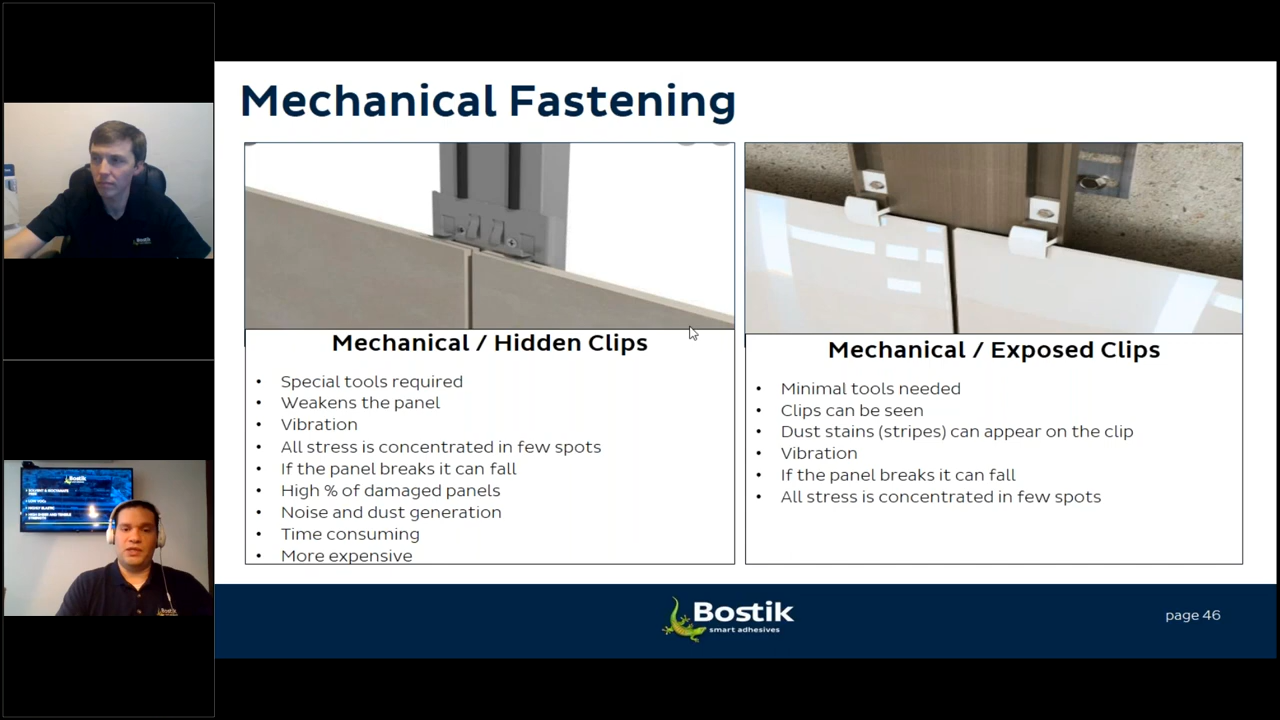 Mechanical Fastening
Mechanical / Hidden Clips
• Special tools required
• Weakens the panel
• Vibration
• All stress is concentrated in few spots
• If the panel breaks it can fall
• High % of damaged panels
• Noise and dust generation
• Time consuming
• More expensive
Mechanical / Exposed Clips
• Minimal tools needed
• Clips can be seen
• Dust stains (stripes) can appear on the clip
• Vibration
• If the panel breaks it can fall
• All stress is concentrated in few spots
Bostik
smart adhesives
page 46
Bostik
Bostik